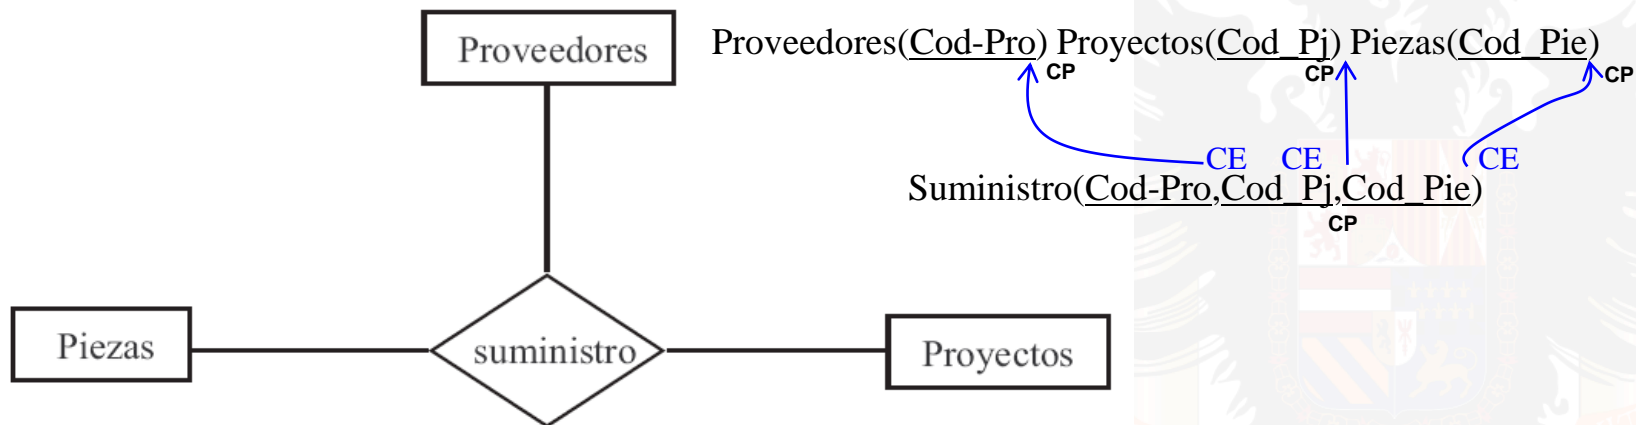 Proveedores
Proveedores(Cod-Pro) Proyectos(Cod_Pj) Piezas(Cod_Pie)
CP CP CP
CE CE CE
Suministro(Cod-Pro,Cod_Pj,Cod_Pie)
CP
Piezas
suministro
Proyectos